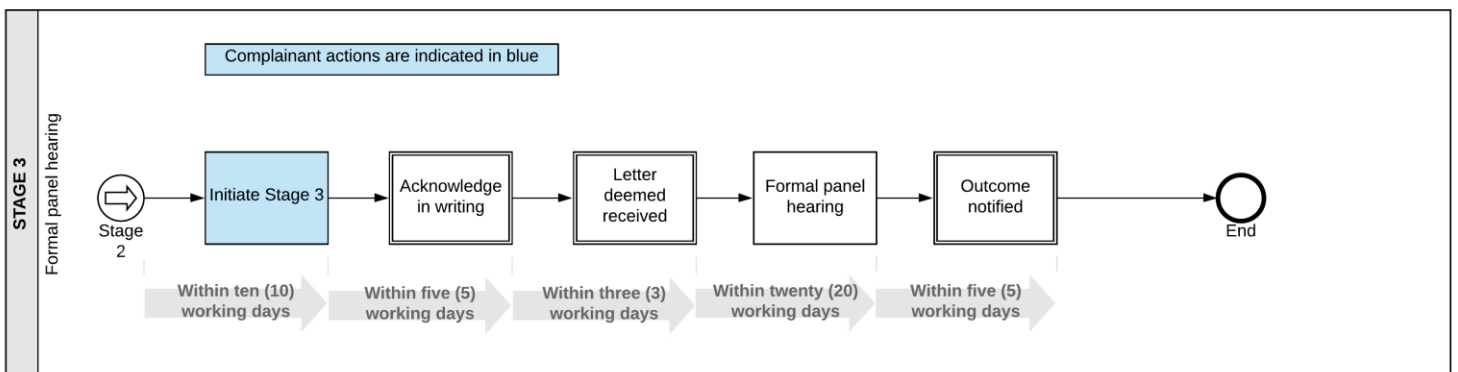 STAGE 3
Formal panel hearing
Complainant actions are indicated in blue
Stage
2
Initiate Stage 3
Acknowledge
in writing
Letter
deemed
received
Formal panel
hearing
Outcome
notified
End
Within ten (10)
working days
Within five (5)
working days
Within three (3)
working days
Within twenty (20)
working days
Within five (5)
working days